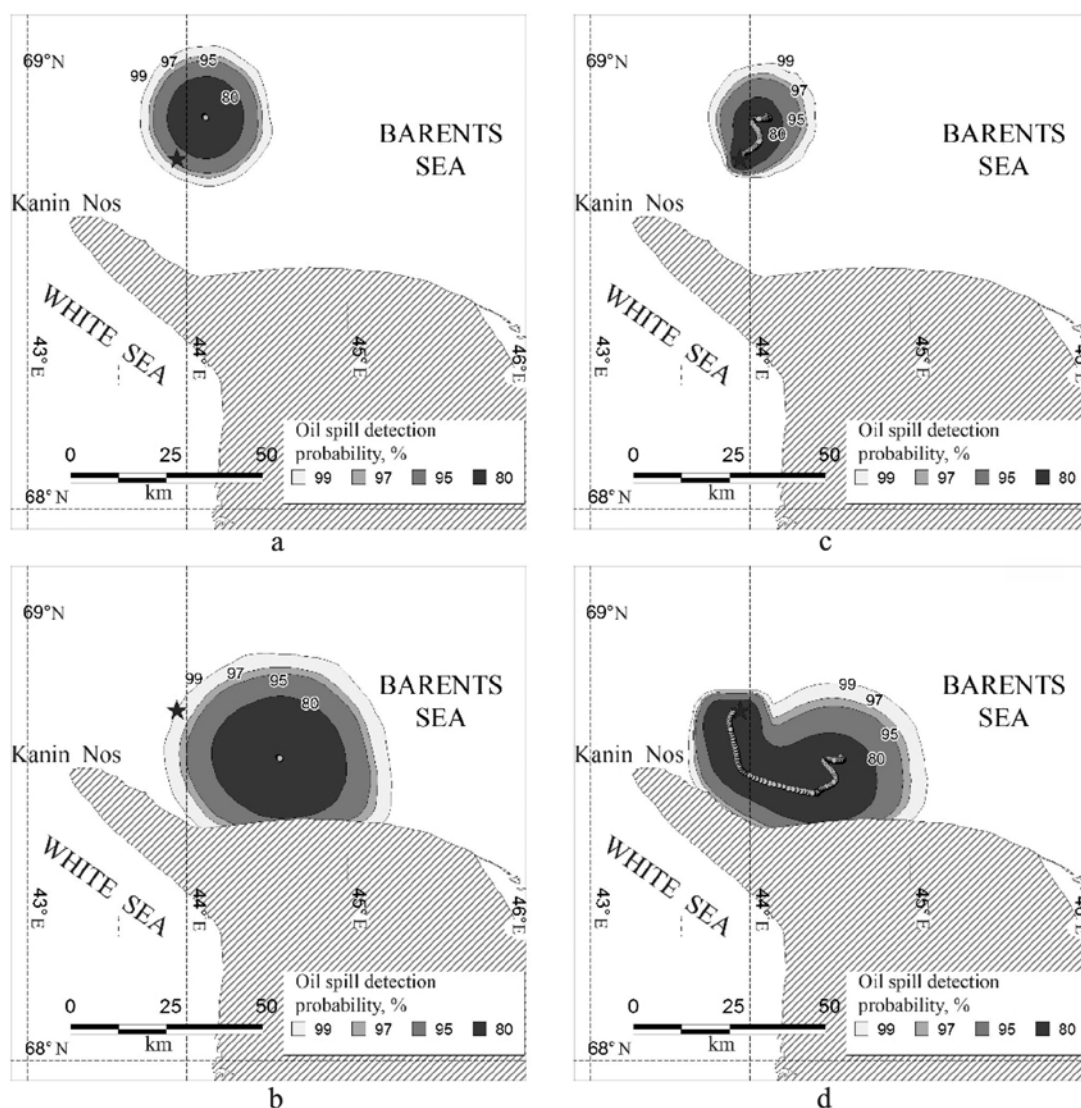 69° N
99
97
95
80
BARENTS
SEA
Kanin Nos
WHITE SEA
43° E
44° E
45° E
46° E
Oil spill detection
probability, %
99 97 95 80
0 25 50
km
68° N
a
99
97
95
80
BARENTS
SEA
69°N
Kanin Nos
WHITE SEA
43° E
44° E
45° E
Oil spill detection
probability, %
99 97 95 80
0 25 50
km
68° N
c
69°N
99
97
95
80
BARENTS
SEA
Kanin Nos
WHITE SEA
43° E
44° E
45° E
46° E
Oil spill detection
probability, %
99 97 95 80
0 25 50
km
68° N
b
69°N
99
97
95
80
BARENTS
SEA
Kanin Nos
WHITE SEA
43° E
44° E
45° E
Oil spill detection
probability, %
99 97 95 80
0 25 50
km
68° N
d